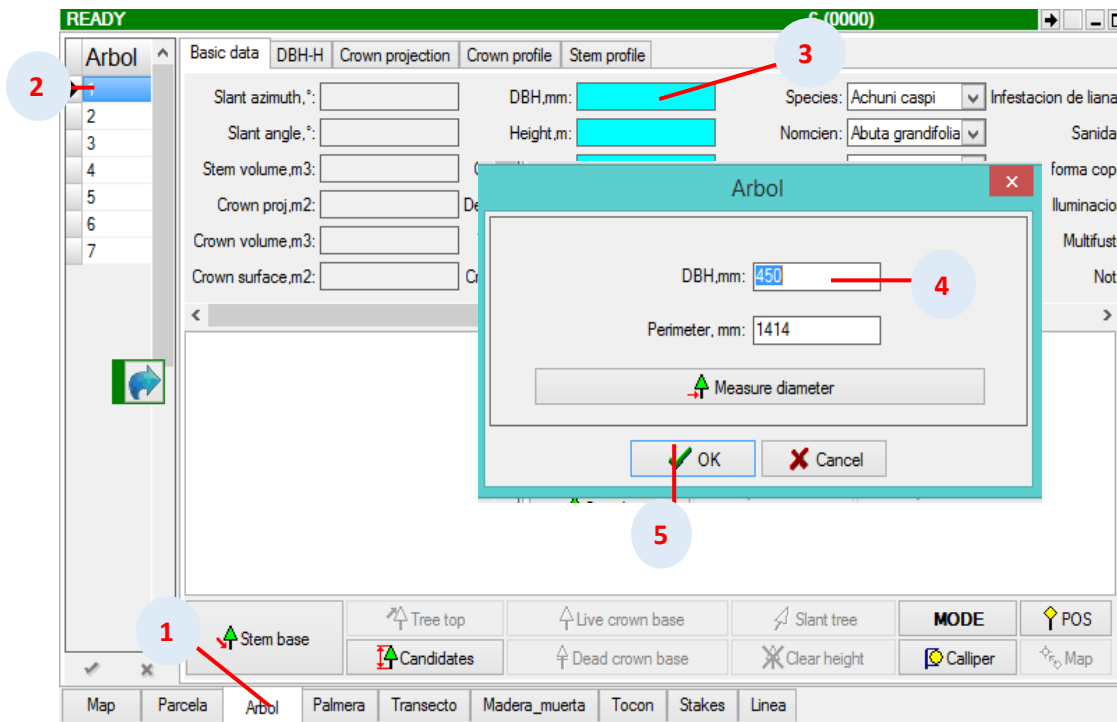 READY 6 (0000)
Arbol
Basic data DBH-H Crown projection Crown profile Stem profile
3
2
1
2
3
4
5
6
7
Slant azimuth,°: DBH,mm: Species: Achuni caspi Infestacion de liana
Slant angle,°: Height,m: Nomcien: Abuta grandifolia Sanida
Stem volume,m3: forma cop
Crown proj,m2: De Iluminacio
Crown volume,m3: Multifust
Crown surface,m2: Cr Not
Arbol
DBH,mm: 450
4
Perimeter, mm: 1414
Measure diameter
OK Cancel
5
1
Stem base
Tree top Live crown base Slant tree MODE POS
Candidates Dead crown base Clear height Calliper Map
Map Parcela Arbol Palmera Transecto Madera_muerta Tocon Stakes Linea